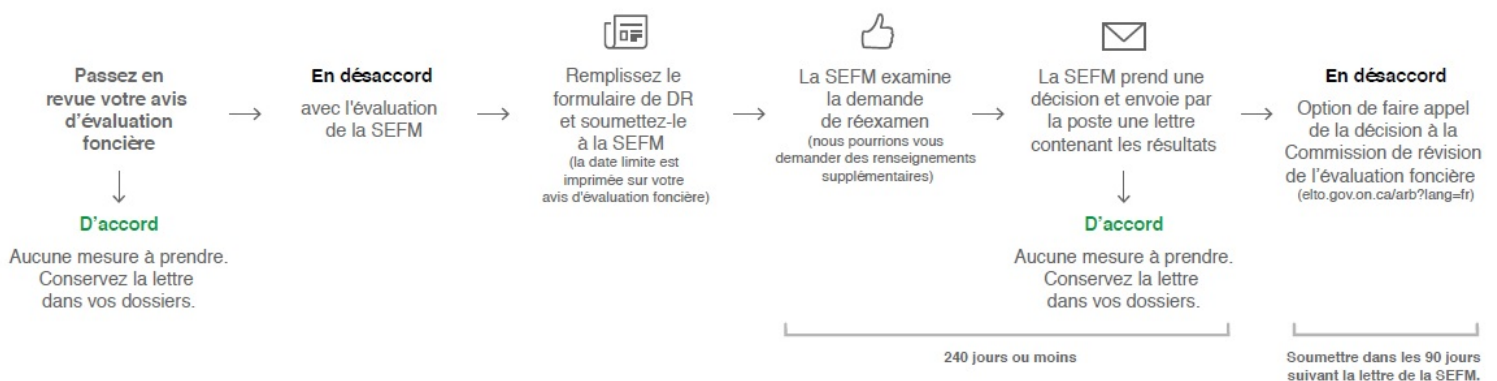 Passez en
revue votre avis
d'évaluation
foncière
D'accord
Aucune mesure à prendre.
Conservez la lettre
dans vos dossiers.
En désaccord
avec l'évaluation
de la SEFM
Remplissez le
formulaire de DR
et soumettez-le
à la SEFM
(la date limite est
imprimée sur votre
avis d'évaluation foncière)
La SEFM examine
la demande
de réexamen
(nous pourrions vous
demander des renseignements
supplémentaires)
La SEFM prend une
décision et envoie par
la poste une lettre
contenant les résultats
D'accord
Aucune mesure à prendre.
Conservez la lettre
dans vos dossiers.
240 jours ou moins
En désaccord
Option de faire appel
de la décision à la
Commission de révision
de l'évaluation foncière
(elto.gov.on.ca/arb?lang=fr)
Soumettre dans les 90 jours
suivant la lettre de la SEFM.